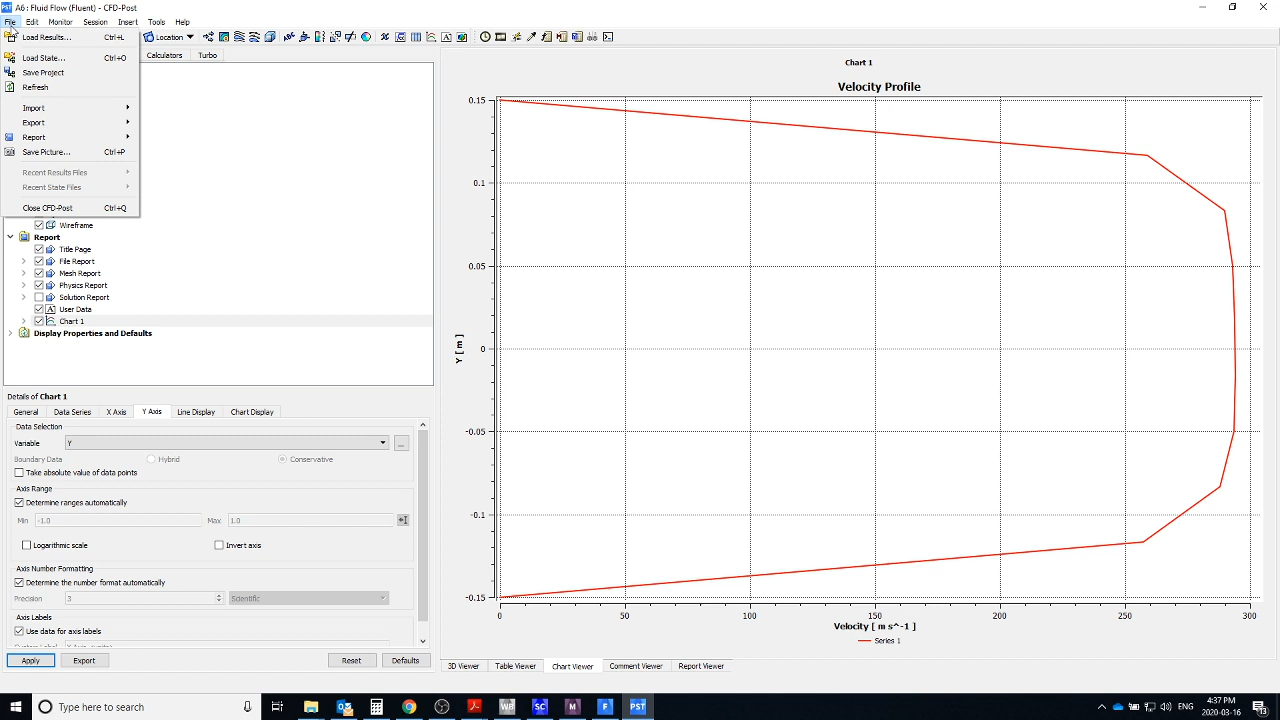 PST A6 : Fluid Flow (Fluent) - CFD-Post
File Edit Monitor Session Insert Tools Help
Load Results... Ctrl+L
Location
Load State... Ctrl+O
Calculators Turbo
Save Project
Refresh
Import
Export
Report
Save Picture... Ctrl+P
Recent Results Files
Recent State Files
Close CFD-Post Ctrl+Q
Wireframe
Report
Title Page
File Report
Mesh Report
Physics Report
Solution Report
A User Data
Chart 1
Display Properties and Defaults
Details of Chart 1
General Data Series X Axis Y Axis Line Display Chart Display
Data Selection
Variable Y ...
Boundary Data Hybrid Conservative
Take absolute value of data points
Axis Range
Determine ranges automatically
Min -1.0 Max 1.0
Logarithmic scale Invert axis
Axis Number Formatting
Determine the number format automatically
Precision 3 Scientific
Axis Labels
Use data for axis labels
Apply Export Reset Defaults
Chart 1
Velocity Profile
0.15
0.1
0.05
0
-0.05
-0.1
-0.15
Y [ m ]
0 50 100 150 200 250 300
Velocity [ m s^-1 ]
Series 1
3D Viewer Table Viewer Chart Viewer Comment Viewer Report Viewer
Type here to search
WB SC M F PST
ENG
4:37 PM
2020-03-16